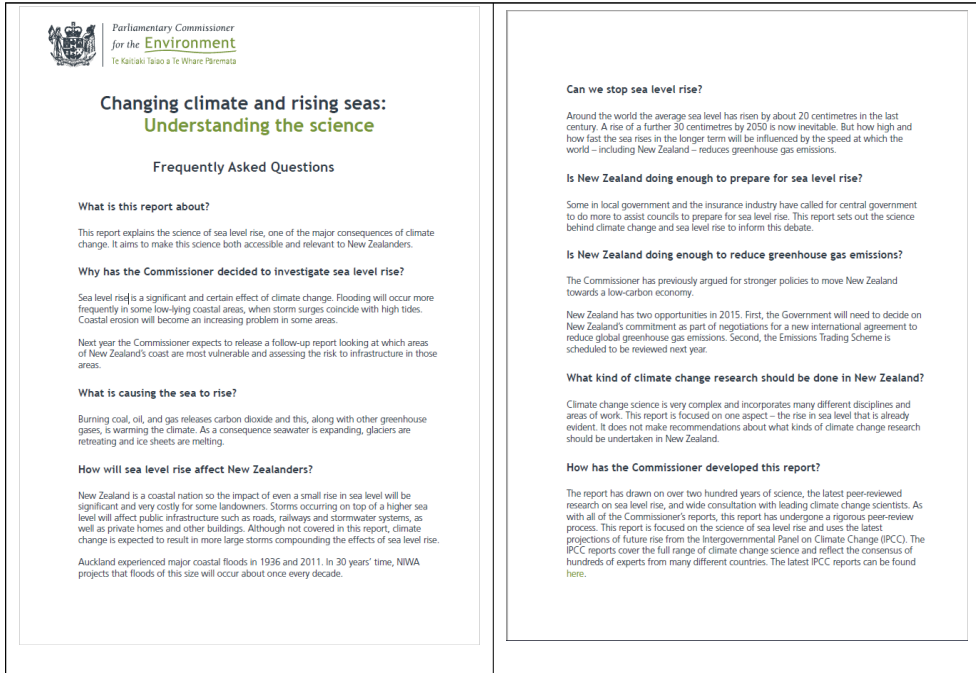 Parliamentary Commissioner
for the Environment
Te Kaitiaki Taiao a Te Whare Pāremata
Changing climate and rising seas:
Understanding the science
Frequently Asked Questions
What is this report about?
This report explains the science of sea level rise, one of the major consequences of climate
change. It aims to make this science both accessible and relevant to New Zealanders.
Why has the Commissioner decided to investigate sea level rise?
Sea level rise is a significant and certain effect of climate change. Flooding will occur more
frequently in some low-lying coastal areas, when storm surges coincide with high tides.
Coastal erosion will become an increasing problem in some areas.
Next year the Commissioner expects to release a follow-up report looking at which areas
of New Zealand's coast are most vulnerable and assessing the risk to infrastructure in those
areas.
What is causing the sea to rise?
Burning coal, oil, and gas releases carbon dioxide and this, along with other greenhouse
gases, is warming the climate. As a consequence seawater is expanding, glaciers are
retreating and ice sheets are melting.
How will sea level rise affect New Zealanders?
New Zealand is a coastal nation so the impact of even a small rise in sea level will be
significant and very costly for some landowners. Storms occurring on top of a higher sea
level will affect public infrastructure such as roads, railways and stormwater systems, as
well as private homes and other buildings. Although not covered in this report, climate
change is expected to result in more large storms compounding the effects of sea level rise.
Auckland experienced major coastal floods in 1936 and 2011. In 30 years' time, NIWA
projects that floods of this size will occur about once every decade.
Can we stop sea level rise?
Around the world the average sea level has risen by about 20 centimetres in the last
century. A rise of a further 30 centimetres by 2050 is now inevitable. But how high and
how fast the sea rises in the longer term will be influenced by the speed at which the
world – including New Zealand – reduces greenhouse gas emissions.
Is New Zealand doing enough to prepare for sea level rise?
Some in local government and the insurance industry have called for central government
to do more to assist councils to prepare for sea level rise. This report sets out the science
behind climate change and sea level rise to inform this debate.
Is New Zealand doing enough to reduce greenhouse gas emissions?
The Commissioner has previously argued for stronger policies to move New Zealand
towards a low-carbon economy.
New Zealand has two opportunities in 2015. First, the Government will need to decide on
New Zealand's commitment as part of negotiations for a new international agreement to
reduce global greenhouse gas emissions. Second, the Emissions Trading Scheme is
scheduled to be reviewed next year.
What kind of climate change research should be done in New Zealand?
Climate change science is very complex and incorporates many different disciplines and
areas of work. This report is focused on one aspect – the rise in sea level that is already
evident. It does not make recommendations about what kinds of climate change research
should be undertaken in New Zealand.
How has the Commissioner developed this report?
The report has drawn on over two hundred years of science, the latest peer-reviewed
research on sea level rise, and wide consultation with leading climate change scientists. As
with all of the Commissioner's reports, this report has undergone a rigorous peer-review
process. This report is focused on the science of sea level rise and uses the latest
projections of future rise from the Intergovernmental Panel on Climate Change (IPCC). The
IPCC reports cover the full range of climate change science and reflect the consensus of
hundreds of experts from many different countries. The latest IPCC reports can be found
here.